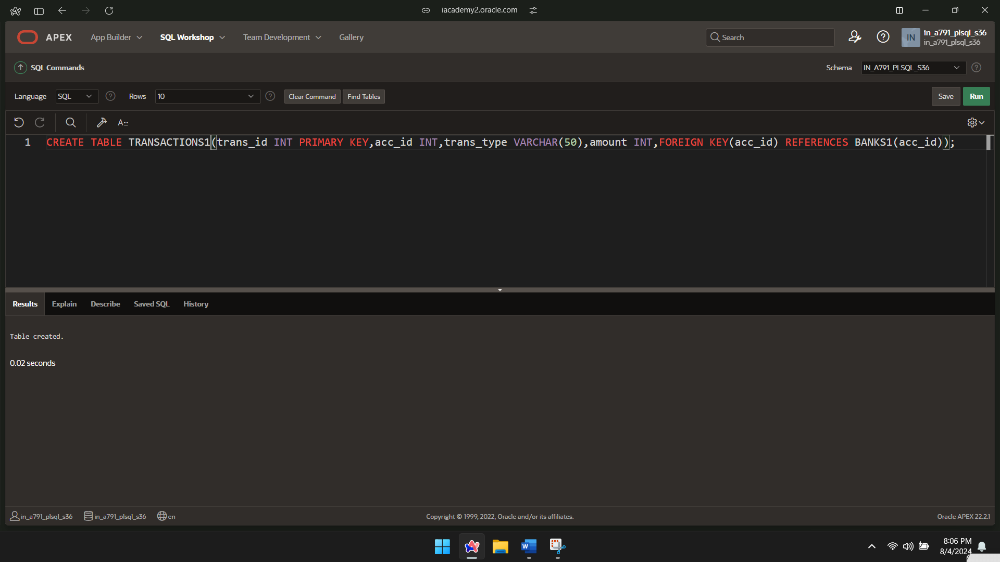 iacademy2.oracle.com
APEX App Builder SQL Workshop Team Development Gallery Search IN in_a791_plsql_s36
in_a791_plsql_s36
SQL Commands Schema IN_A791_PLSQL_S36
Language SQL Rows 10 Clear Command Find Tables Save Run
1 CREATE TABLE TRANSACTIONS1(trans_id INT PRIMARY KEY,acc_id INT,trans_type VARCHAR(50),amount INT,FOREIGN KEY(acc_id) REFERENCES BANKS1(acc_id));
Results Explain Describe Saved SQL History
Table created.
0.02 seconds
in_a791_plsql_s36 in_a791_plsql_s36 en Copyright © 1999, 2022, Oracle and/or its affiliates. Oracle APEX 22.2.1
8:06 PM
8/4/2024